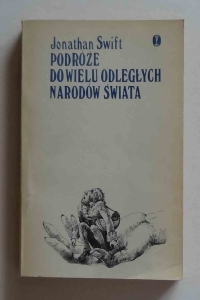 Jonathan Swift
PODRÓŻE
DO WIELU ODLEGŁYCH
NARODÓW ŚWIATA